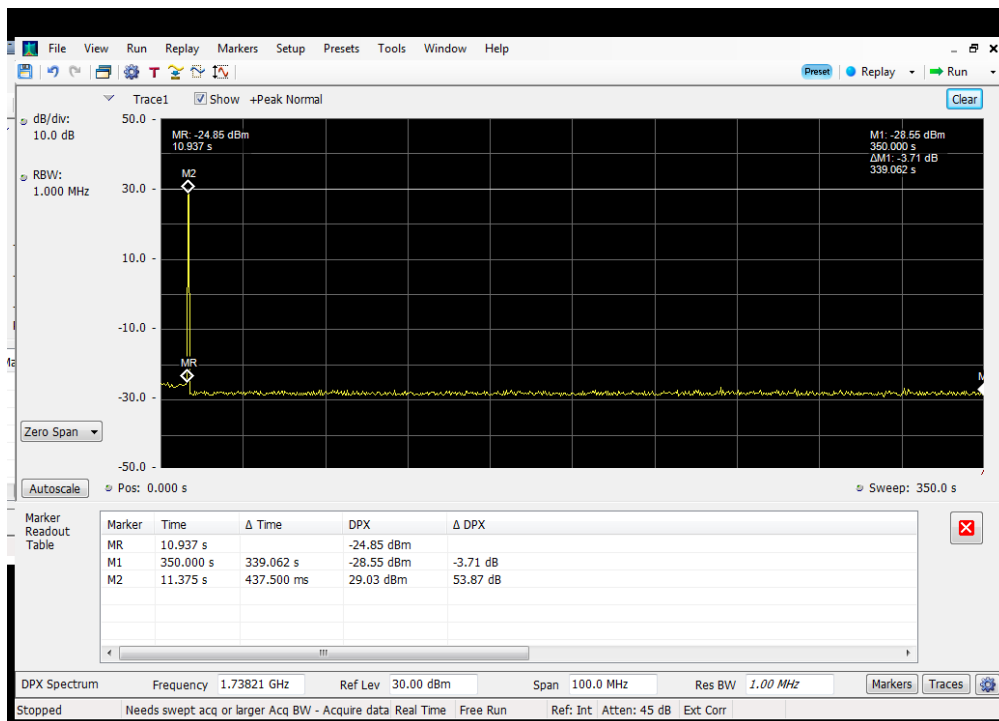 File View Run Replay Markers Setup Presets Tools Window Help
Preset Replay Run
Trace1 Show +Peak Normal Clear
dB/div:
10.0 dB
RBW:
1.000 MHz
50.0
30.0
10.0
-10.0
-30.0
-50.0
MR: -24.85 dBm
10.937 s
M1: -28.55 dBm
350.000 s
ΔM1: -3.71 dB
339.062 s
M2
MR
M
Zero Span
Autoscale Pos: 0.000 s Sweep: 350.0 s
Marker
Readout
Table
Marker Time Δ Time DPX Δ DPX
MR 10.937 s -24.85 dBm
M1 350.000 s 339.062 s -28.55 dBm -3.71 dB
M2 11.375 s 437.500 ms 29.03 dBm 53.87 dB
DPX Spectrum Frequency 1.73821 GHz Ref Lev 30.00 dBm Span 100.0 MHz Res BW 1.00 MHz Markers Traces
Stopped Needs swept acq or larger Acq BW - Acquire data Real Time Free Run Ref: Int Atten: 45 dB Ext Corr